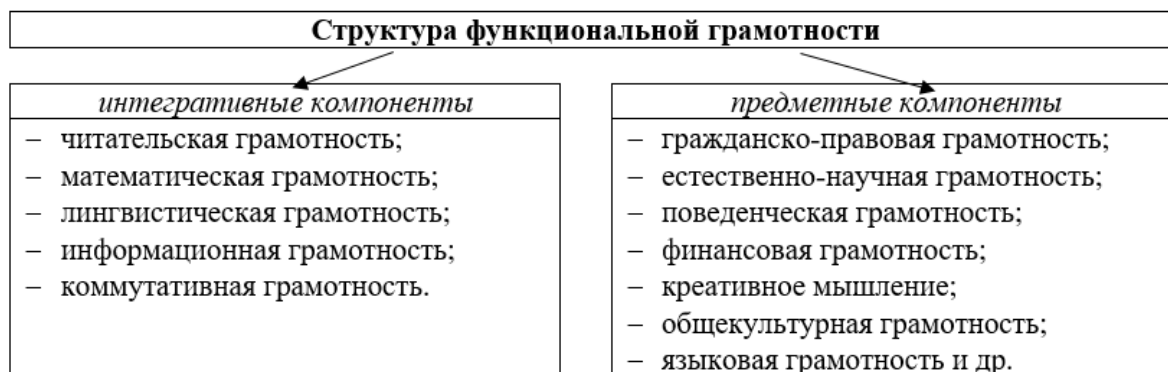 Структура функциональной грамотности
интегративные компоненты
– читательская грамотность;
– математическая грамотность;
– лингвистическая грамотность;
– информационная грамотность;
– коммутативная грамотность.
предметные компоненты
– гражданско-правовая грамотность;
– естественно-научная грамотность;
– поведенческая грамотность;
– финансовая грамотность;
– креативное мышление;
– общекультурная грамотность;
– языковая грамотность и др.